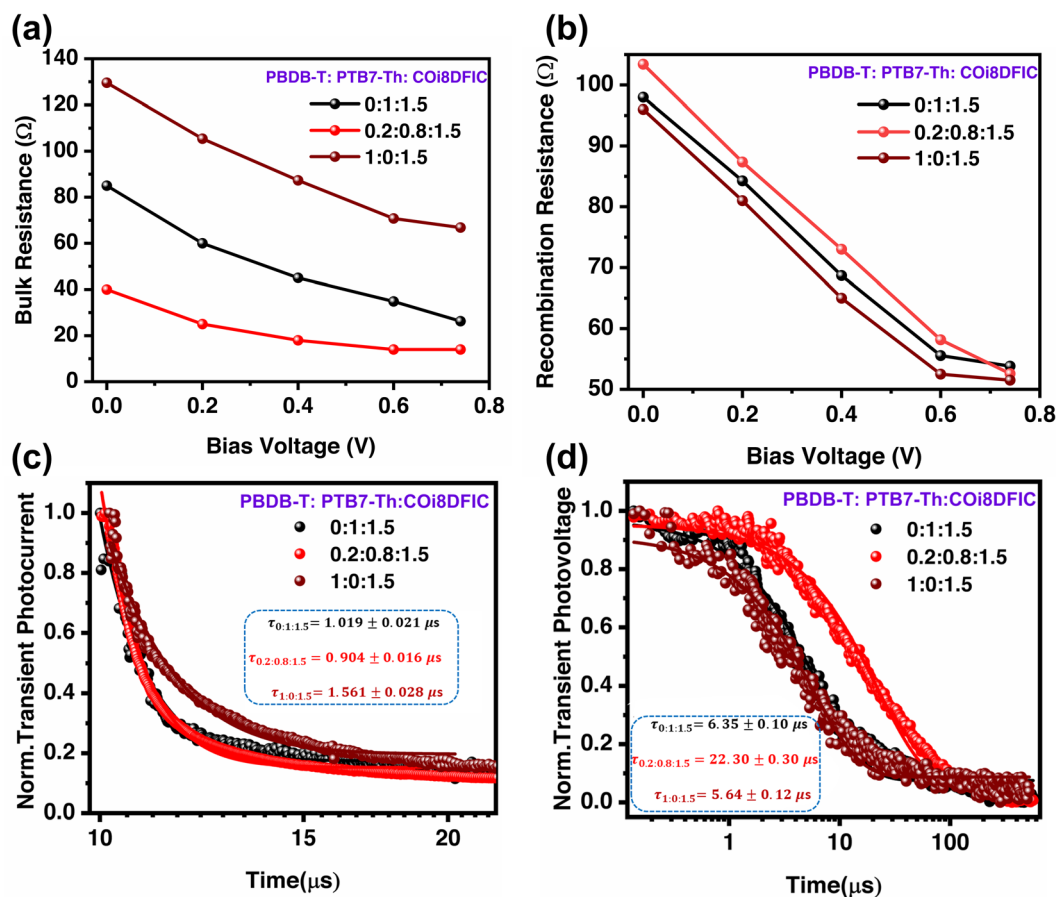 (a)
PBDB-T: PTB7-Th: COi8DFIC
0:1:1.5
0.2:0.8:1.5
1:0:1.5
Bulk Resistance (Ω)
140
120
100
80
60
40
20
0
0.0 0.2 0.4 0.6 0.8
Bias Voltage (V)
(b)
PBDB-T: PTB7-Th: COi8DFIC
0:1:1.5
0.2:0.8:1.5
1:0:1.5
Recombination Resistance (Ω)
100
90
80
70
60
50
0.0 0.2 0.4 0.6 0.8
Bias Voltage (V)
(c)
PBDB-T: PTB7-Th:COi8DFIC
0:1:1.5
0.2:0.8:1.5
1:0:1.5
τ0:1:1.5= 1.019 ± 0.021 μs
τ0.2:0.8:1.5 = 0.904 ± 0.016 μs
τ1:0:1.5= 1.561 ± 0.028 μs
Norm.Transient Photocurrent
1.0
0.8
0.6
0.4
0.2
0.0
10 15 20
Time(μs)
(d)
PBDB-T: PTB7-Th:COi8DFIC
0:1:1.5
0.2:0.8:1.5
1:0:1.5
τ0:1:1.5= 6.35 ± 0.10 μs
τ0.2:0.8:1.5 = 22.30 ± 0.30 μs
τ1:0:1.5= 5.64 ± 0.12 μs
Norm.Transient Photovoltage
1.0
0.8
0.6
0.4
0.2
0.0
1 10 100
Time(μs)